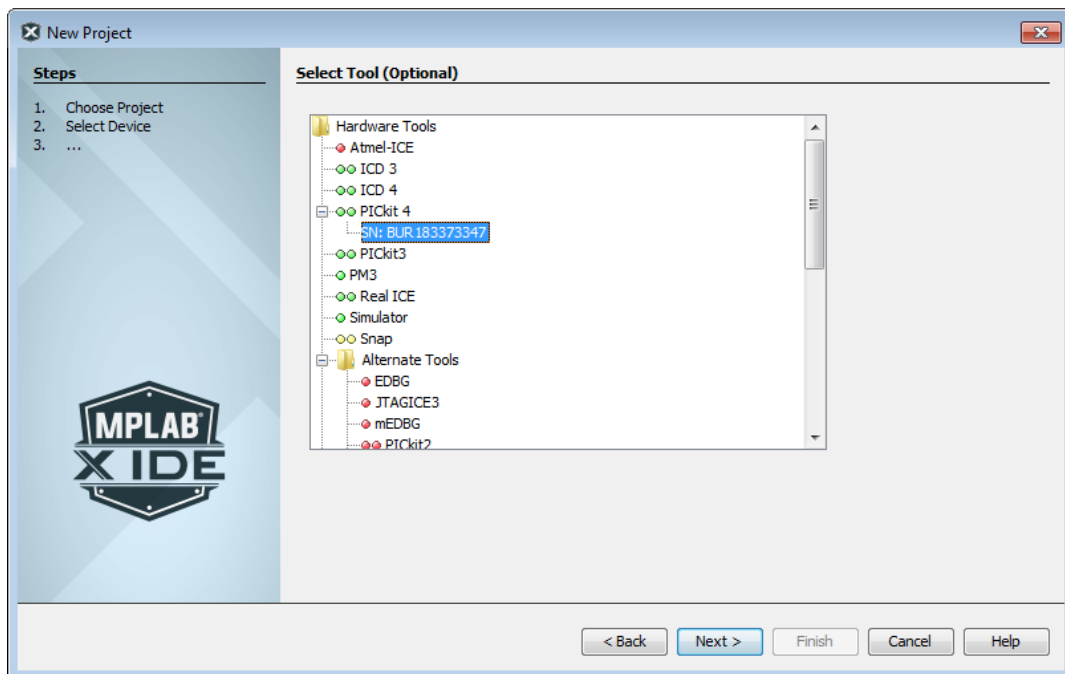 New Project
Steps
1. Choose Project
2. Select Device
3. ...
Select Tool (Optional)
Hardware Tools
Atmel-ICE
ICD 3
ICD 4
PICkit 4
SN: BUR183373347
PICkit3
PM3
Real ICE
Simulator
Snap
Alternate Tools
EDBG
JTAGICE3
mEDBG
PICkit2
MPLAB®
X IDE
< Back Next > Finish Cancel Help